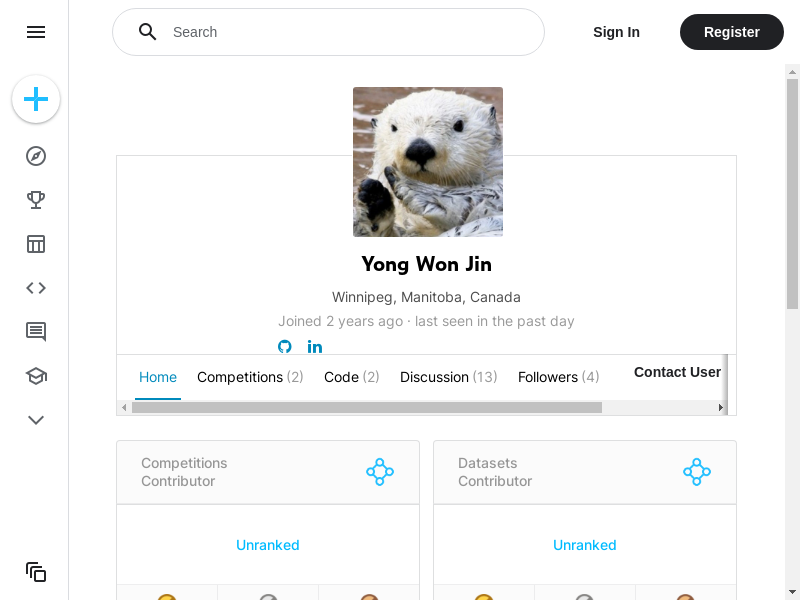 Search
Sign In
Register
Yong Won Jin
Winnipeg, Manitoba, Canada
Joined 2 years ago · last seen in the past day
in
Home
Competitions (2)
Code (2)
Discussion (13)
Followers (4)
Contact User
Competitions
Contributor
Unranked
Datasets
Contributor
Unranked